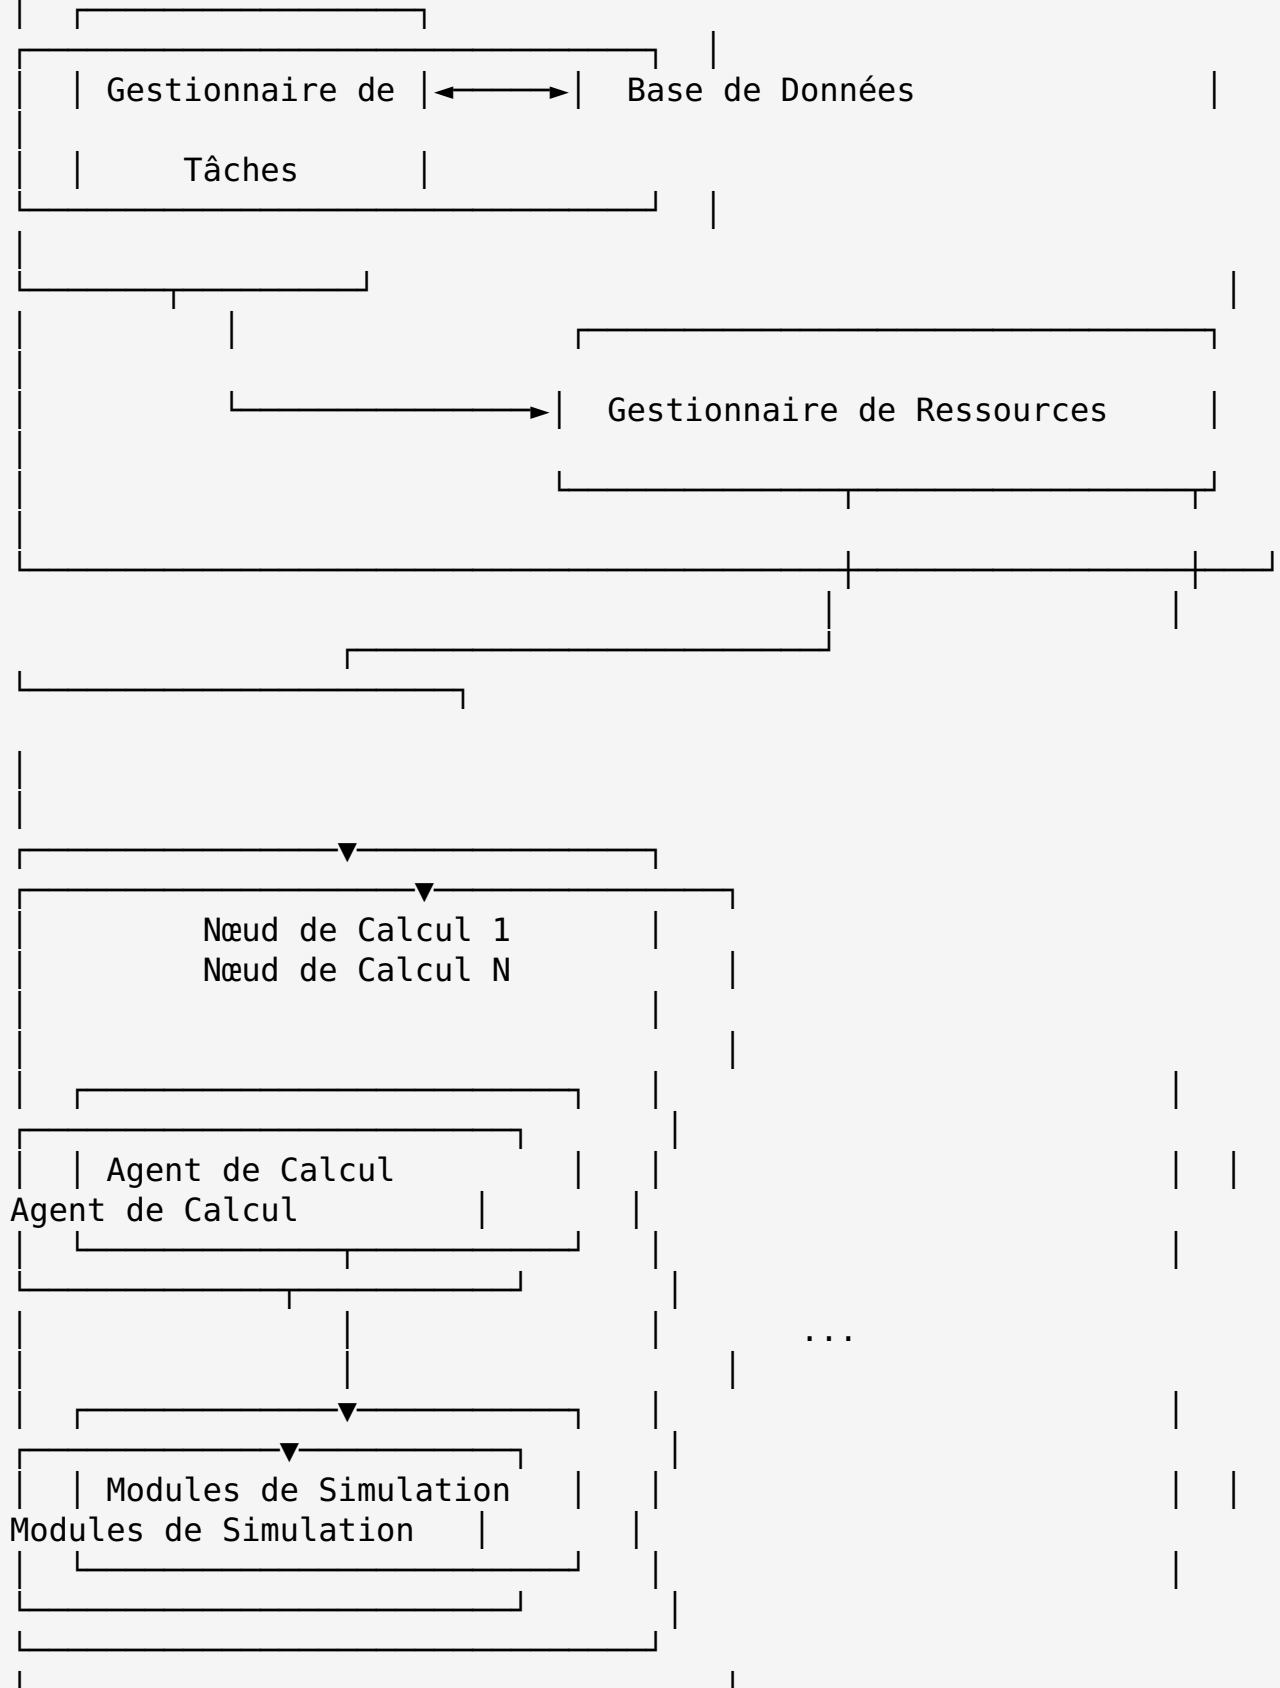 Gestionnaire de Base de Données
Tâches
Gestionnaire de Ressources
Nœud de Calcul 1
Nœud de Calcul N
Agent de Calcul
Agent de Calcul
...
Modules de Simulation
Modules de Simulation